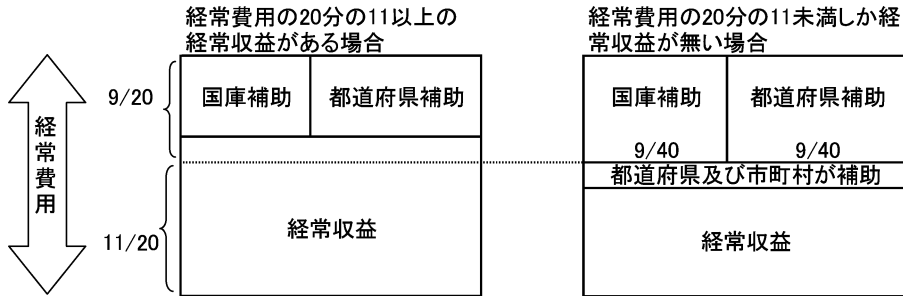 経常費用の20分の11以上の
経常収益がある場合
経常費用の20分の11未満しか経
常収益が無い場合
経常費用
9/20
11/20
国庫補助
都道府県補助
経常収益
国庫補助
都道府県補助
9/40
9/40
都道府県及び市町村が補助
経常収益